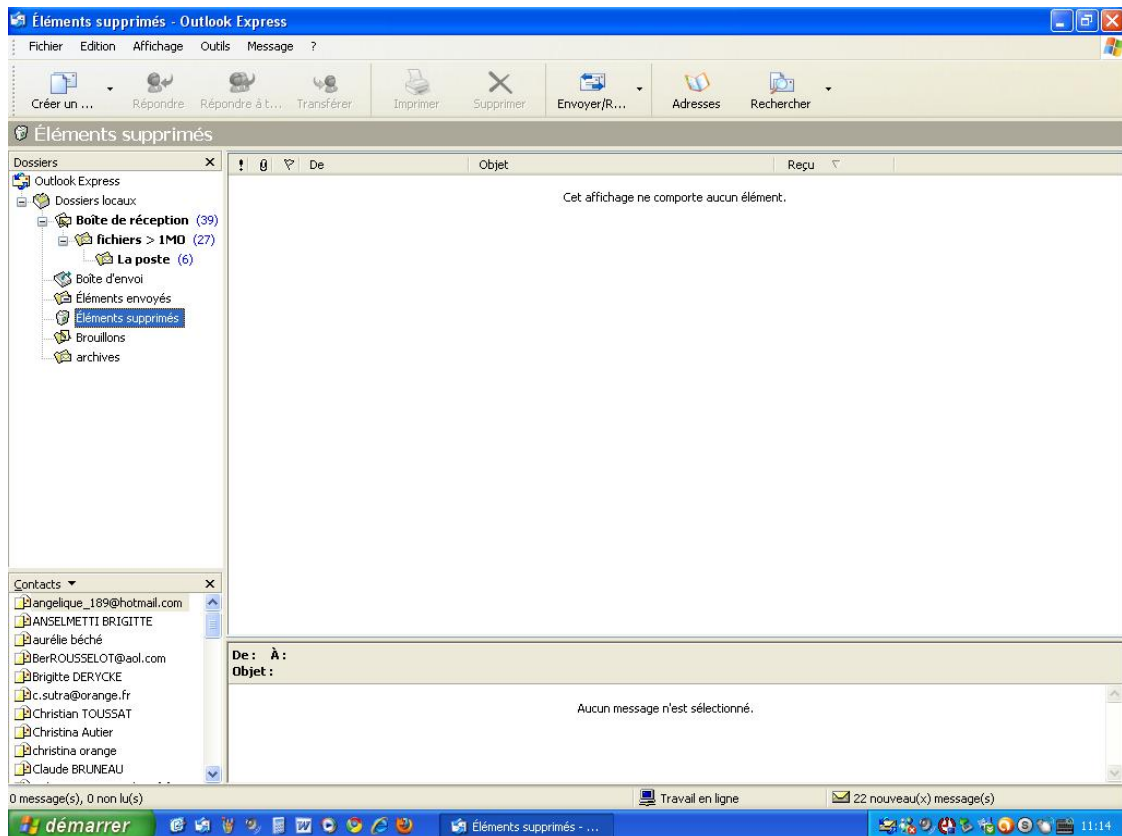 Éléments supprimés - Outlook Express
Fichier Edition Affichage Outils Message ?
Créer un ... Répondre Répondre à t... Transférer Imprimer Supprimer Envoyer/R... Adresses Rechercher
Éléments supprimés
Dossiers
! De Objet Reçu
Outlook Express
Cet affichage ne comporte aucun élément.
Dossiers locaux
Boîte de réception (39)
fichiers > 1MO (27)
La poste (6)
Boîte d'envoi
Éléments envoyés
Éléments supprimés
Brouillons
archives
Contacts
angelique_189@hotmail.com
ANSELMETTI BRIGITTE
aurélie béché
BerROUSSELOT@aol.com
Brigitte DERYCKE
c.sutra@orange.fr
Christian TOUSSAT
Christina Autier
christina orange
Claude BRUNEAU
De : À :
Objet :
Aucun message n'est sélectionné.
0 message(s), 0 non lu(s) Travail en ligne 22 nouveau(x) message(s)
démarrer Éléments supprimés - ... 11:14